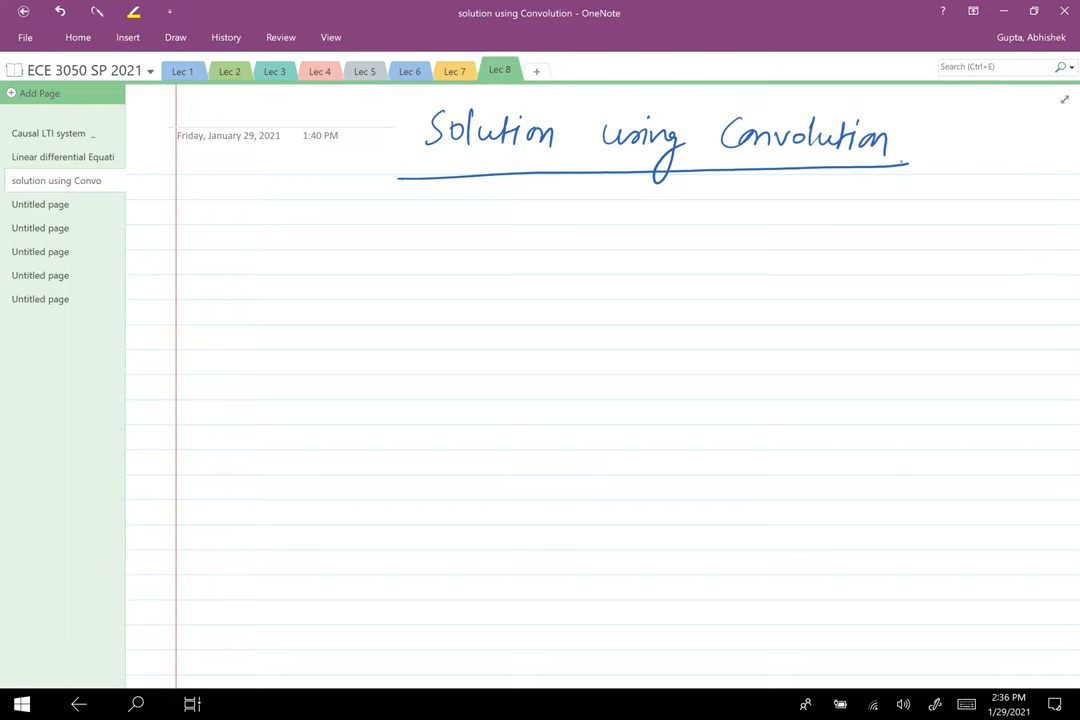 solution using Convolution - OneNote
?
File Home Insert Draw History Review View
Gupta, Abhishek
ECE 3050 SP 2021
Lec 1 Lec 2 Lec 3 Lec 4 Lec 5 Lec 6 Lec 7 Lec 8 +
Search (Ctrl+E)
Add Page
Causal LTI system _
Linear differential Equati
solution using Convo
Untitled page
Untitled page
Untitled page
Untitled page
Untitled page
Solution using Convolution
Friday, January 29, 2021 1:40 PM
2:36 PM
1/29/2021